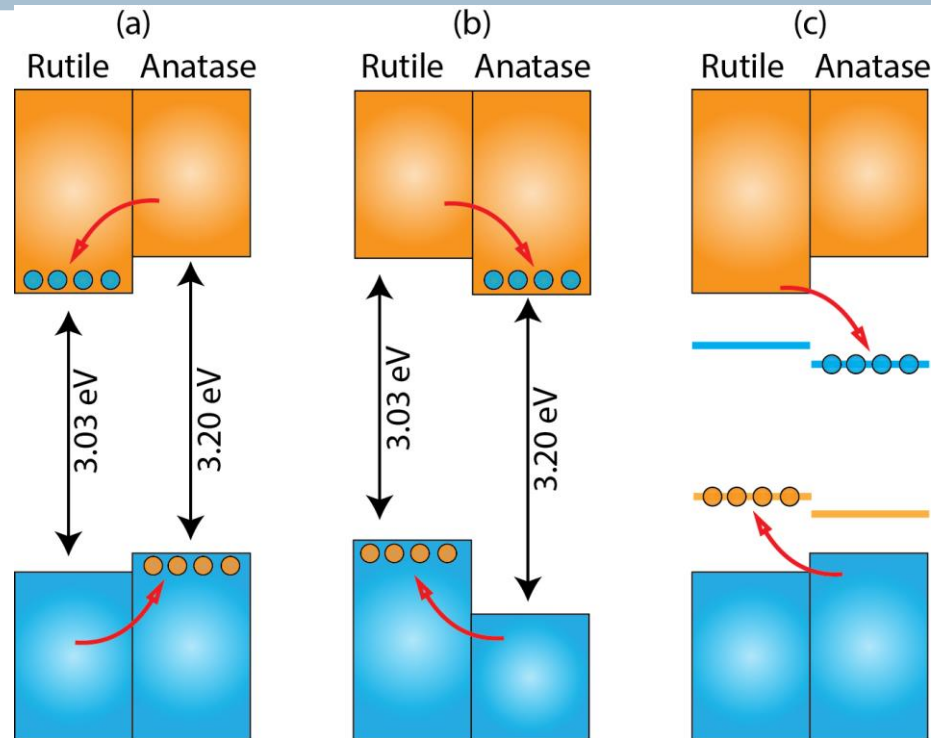 (a)
Rutile Anatase
3.03 eV
3.20 eV
(b)
Rutile Anatase
3.03 eV
3.20 eV
(c)
Rutile Anatase